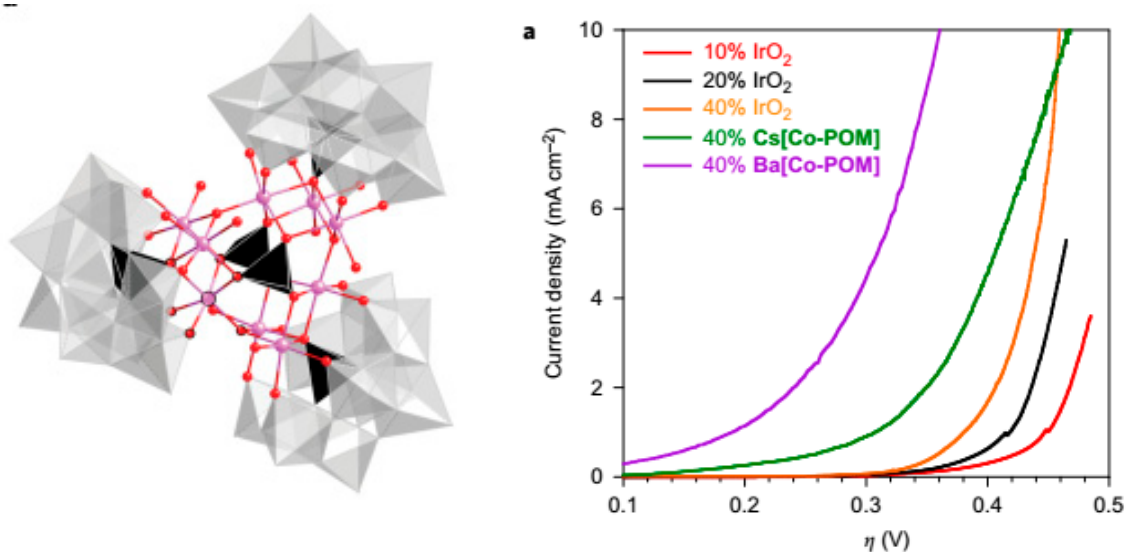 a
10% IrO₂
20% IrO₂
40% IrO₂
40% Cs[Co-POM]
40% Ba[Co-POM]
Current density (mA cm⁻²)
10
8
6
4
2
0
0.1 0.2 0.3 0.4 0.5
η (V)